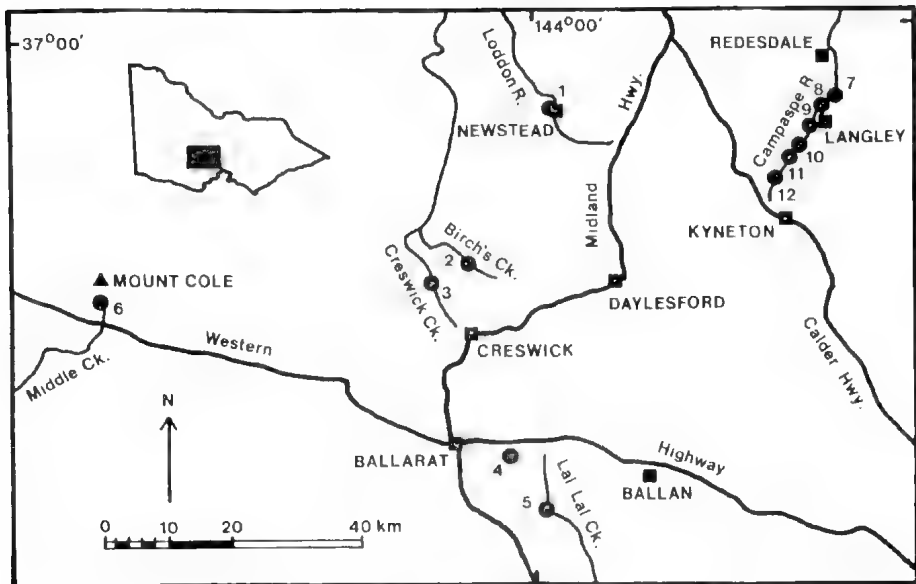 37°00'
144°00'
REDESDALE
Loddon R.
Hwy.
Campaspe R.
7
8
9
1
NEWSTEAD
LANGLEY
10
11
12
KYNETON
Midland
Birch's Ck.
2
Creswick Ck.
3
MOUNT COLE
6
DAYLESFORD
Western
CRESWICK
Middle Ck.
Calder Hwy.
N
BALLARAT
4
Highway
Lal Lal Ck.
BALLAN
5
0 10 20 40 km